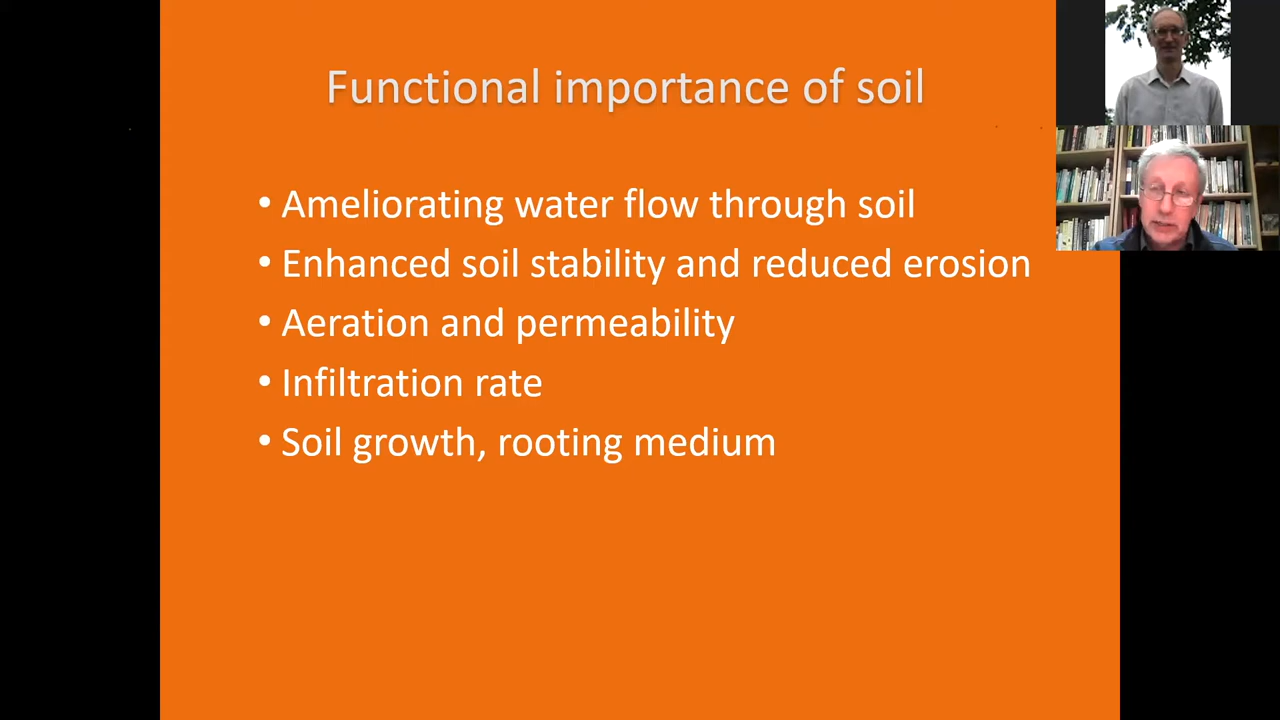 Functional importance of soil
• Ameliorating water flow through soil
• Enhanced soil stability and reduced erosion
• Aeration and permeability
• Infiltration rate
• Soil growth, rooting medium